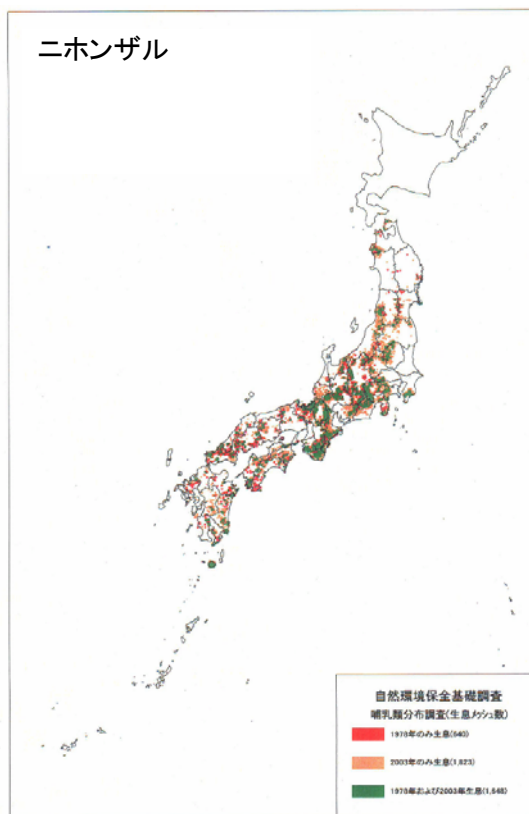 ニホンザル
自然環境保全基礎調査
哺乳類分布調査(生息メッシュ数)
1978年のみ生息(640)
2003年のみ生息(1,823)
1978年および2003年生息(1,648)